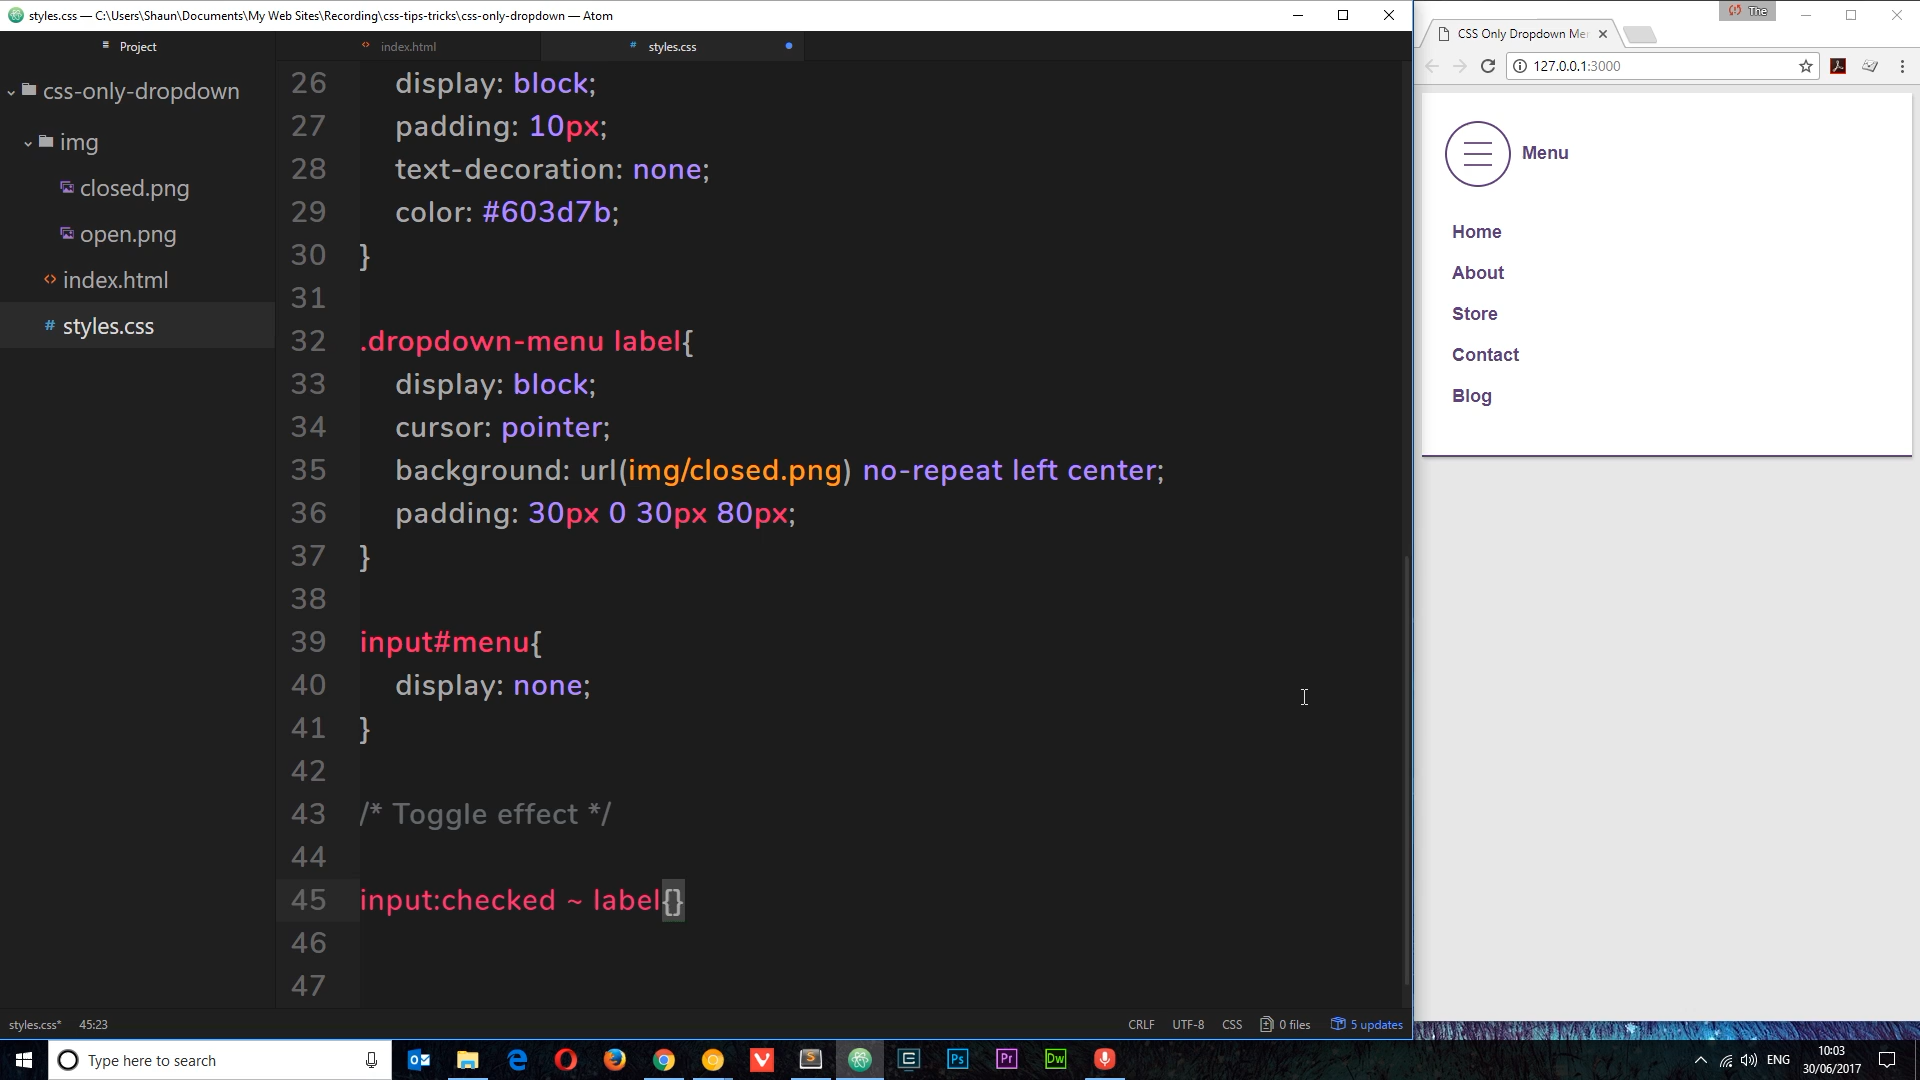 styles.css — C:\Users\Shaun\Documents\My Web Sites\Recording\css-tips-tricks\css-only-dropdown — Atom
Project
index.html
styles.css
css-only-dropdown
img
closed.png
open.png
index.html
styles.css
26 display: block;
27 padding: 10px;
28 text-decoration: none;
29 color: #603d7b;
30 }
31
32 .dropdown-menu label{
33 display: block;
34 cursor: pointer;
35 background: url(img/closed.png) no-repeat left center;
36 padding: 30px 0 30px 80px;
37 }
38
39 input#menu{
40 display: none;
41 }
42
43 /* Toggle effect */
44
45 input:checked ~ label{}
46
47
styles.css* 45:23
CRLF UTF-8 CSS 0 files 5 updates
The
CSS Only Dropdown Me
127.0.0.1:3000
Menu
Home
About
Store
Contact
Blog
Type here to search
Ps
Pr
Dw
ENG
10:03
30/06/2017